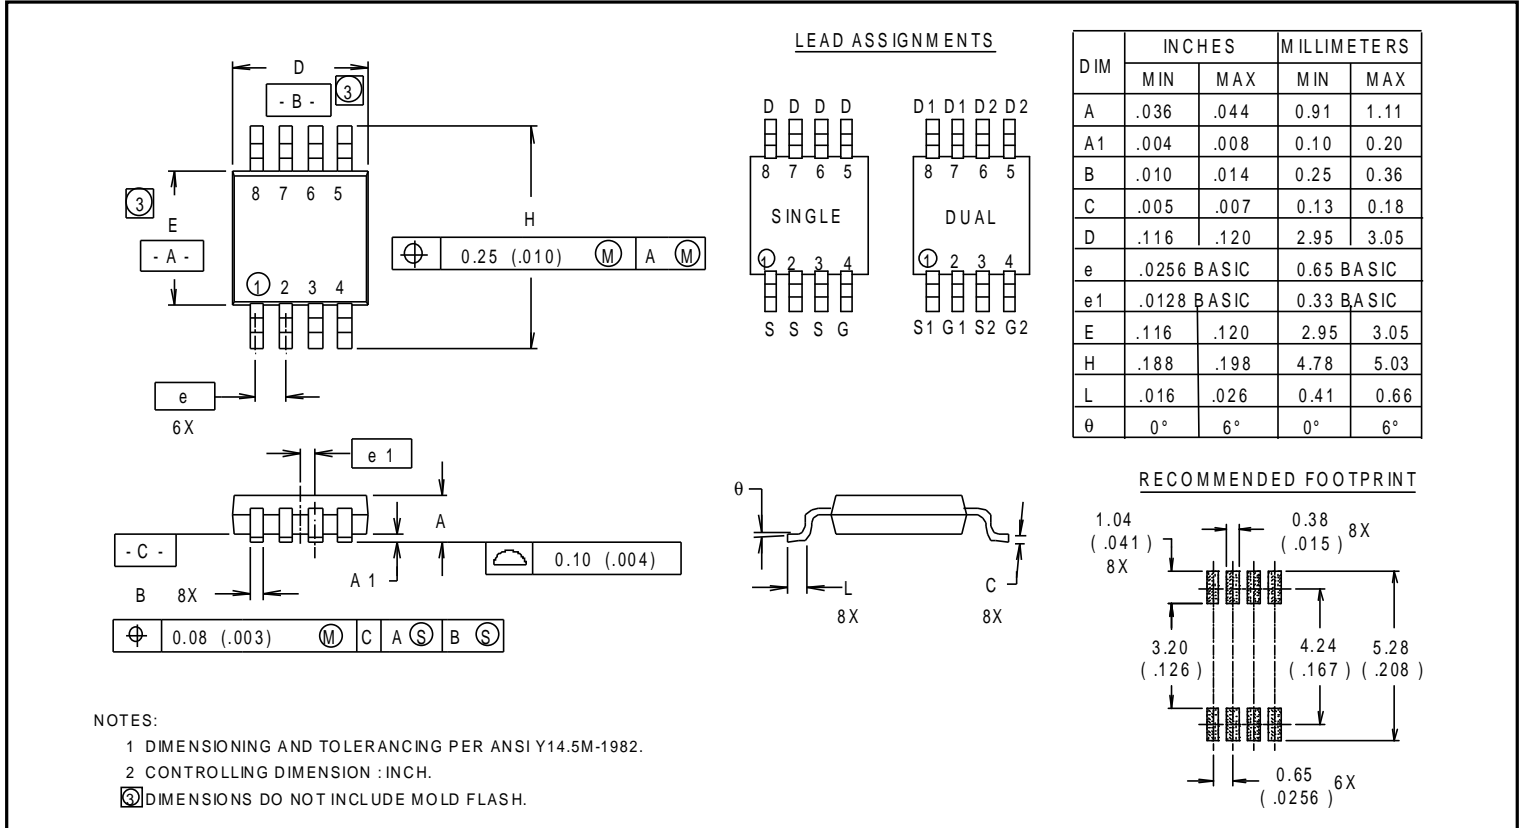 LEAD ASSIGNMENTS
D
- B -
3
8 7 6 5
3
E
- A -
H
0.25 (.010) M A M
1 2 3 4
e
6X
D D D D
8 7 6 5
SINGLE
1 2 3 4
S S S G
D1 D1 D2 D2
8 7 6 5
DUAL
1 2 3 4
S1 G1 S2 G2
DIM INCHES MILLIMETERS
MIN MAX MIN MAX
A .036 .044 0.91 1.11
A1 .004 .008 0.10 0.20
B .010 .014 0.25 0.36
C .005 .007 0.13 0.18
D .116 .120 2.95 3.05
e .0256 BASIC 0.65 BASIC
e1 .0128 BASIC 0.33 BASIC
E .116 .120 2.95 3.05
H .188 .198 4.78 5.03
L .016 .026 0.41 0.66
θ 0° 6° 0° 6°
e1
A
- C -
A1
0.10 (.004)
B 8X
0.08 (.003) M C A S B S
θ
L
8X
C
8X
RECOMMENDED FOOTPRINT
1.04
( .041 )
8X
0.38
( .015 ) 8X
3.20
( .126 )
4.24
( .167 )
5.28
( .208 )
0.65
( .0256 ) 6X
NOTES:
1 DIMENSIONING AND TOLERANCING PER ANSI Y14.5M-1982.
2 CONTROLLING DIMENSION : INCH.
3 DIMENSIONS DO NOT INCLUDE MOLD FLASH.